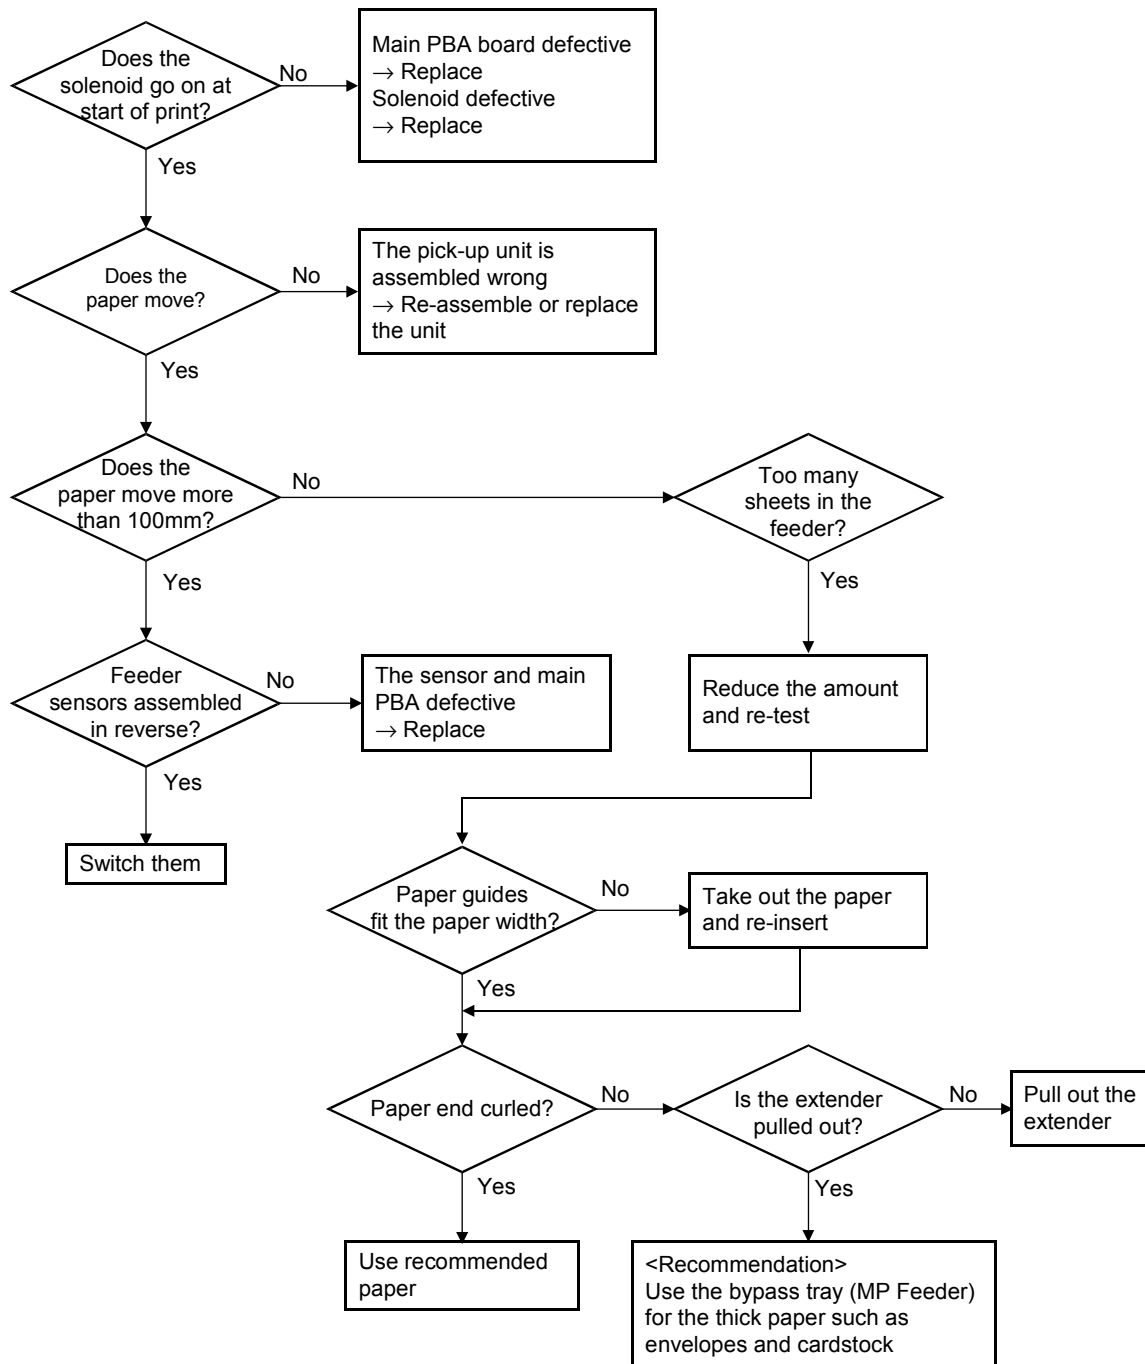 Does the
solenoid go on at
start of print?
No
Main PBA board defective
→ Replace
Solenoid defective
→ Replace
Yes
Does the
paper move?
No
The pick-up unit is
assembled wrong
→ Re-assemble or replace
the unit
Yes
Does the
paper move more
than 100mm?
No
Too many
sheets in the
feeder?
Yes
Yes
Feeder
sensors assembled
in reverse?
No
The sensor and main
PBA defective
→ Replace
Reduce the amount
and re-test
Yes
Switch them
Paper guides
fit the paper width?
No
Take out the paper
and re-insert
Yes
Paper end curled?
No
Is the extender
pulled out?
No
Pull out the
extender
Yes
Yes
Use recommended
paper
<Recommendation>
Use the bypass tray (MP Feeder)
for the thick paper such as
envelopes and cardstock